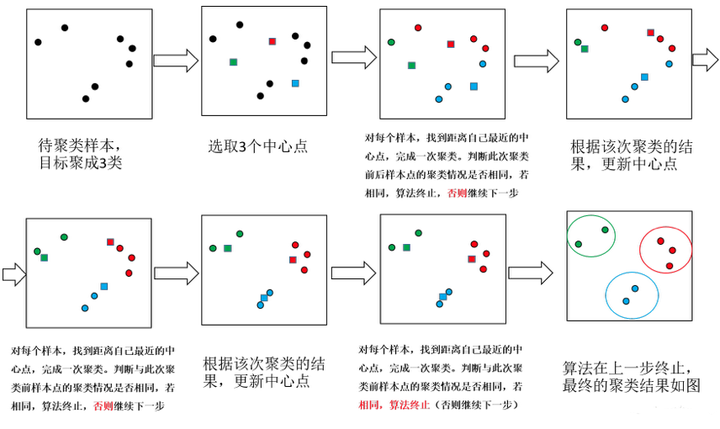 待聚类样本，
目标聚成3类
选取3个中心点
对每个样本，找到距离自己最近的中
心点，完成一次聚类。判断此次聚类
前后样本点的聚类情况是否相同，若
相同，算法终止，否则继续下一步
根据该次聚类的结
果，更新中心点
对每个样本，找到距离自己最近的中
心点，完成一次聚类。判断与此次聚
类前样本点的聚类情况是否相同，若
相同，算法终止，否则继续下一步
根据该次聚类的结
果，更新中心点
对每个样本，找到距离自己最近的中
心点，完成一次聚类。判断与此次聚
类前样本点的聚类情况是否相同，若
相同，算法终止（否则继续下一步）
算法在上一步终止，
最终的聚类结果如图